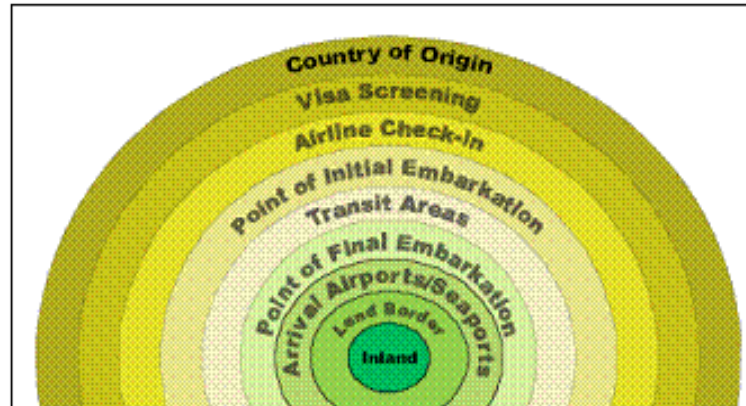 Country of Origin
Visa Screening
Airline Check-in
Point of Initial Embarkation
Transit Areas
Point of Final Embarkation
Arrival Airports/Seaports
Land Border
Inland